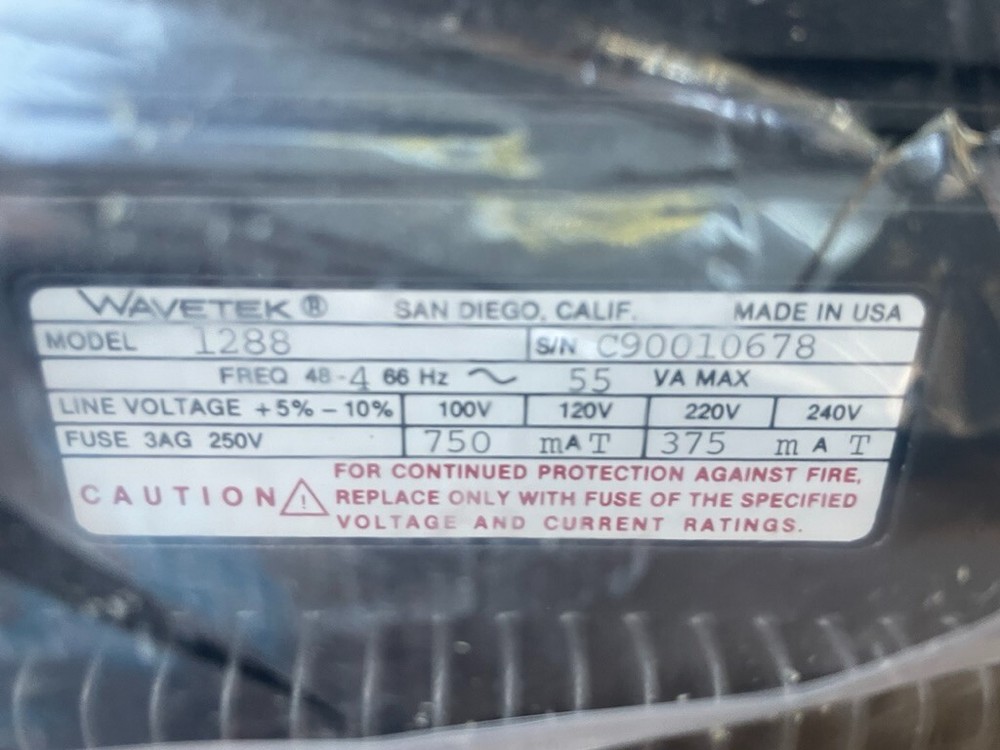 WAVETEK® SAN DIEGO, CALIF. MADE IN USA
MODEL 1288 S/N C90010678
FREQ 48-4 66 Hz ~ 55 VA MAX
LINE VOLTAGE +5% – 10% 100V 120V 220V 240V
FUSE 3AG 250V 750 mA T 375 m A T
CAUTION ⚠ FOR CONTINUED PROTECTION AGAINST FIRE,
REPLACE ONLY WITH FUSE OF THE SPECIFIED
VOLTAGE AND CURRENT RATINGS.